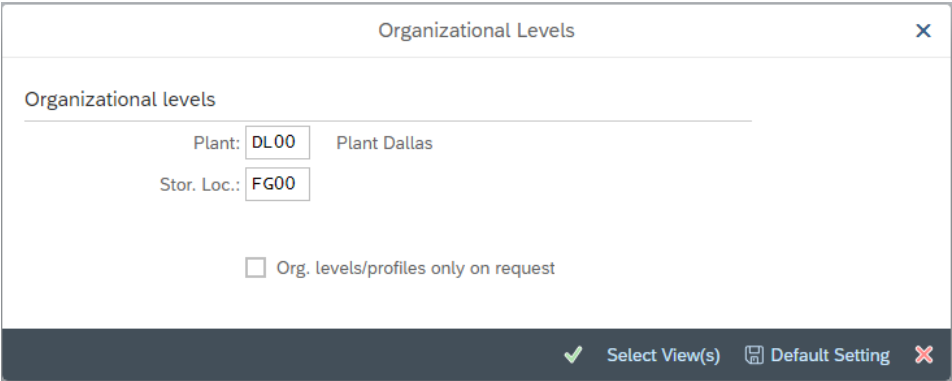 Organizational Levels
Organizational levels
Plant: DL00 Plant Dallas
Stor. Loc.: FG00
Org. levels/profiles only on request
Select View(s) Default Setting